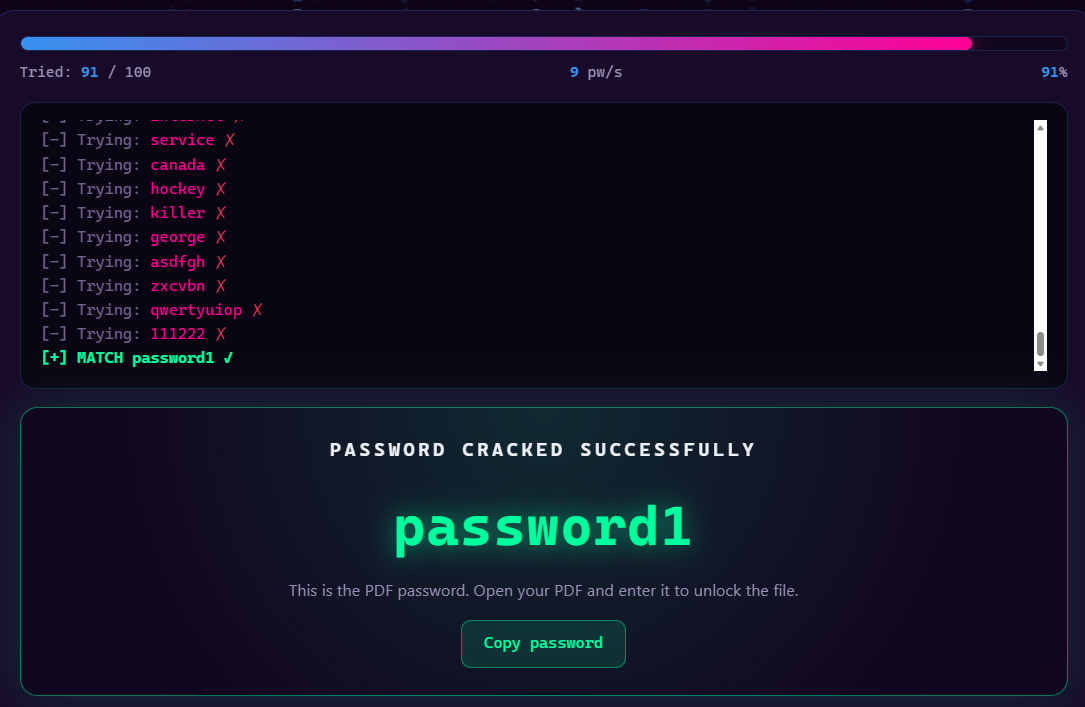 Tried: 91 / 100
9 pw/s
91%
[-] Trying:
[-] Trying: service ✗
[-] Trying: canada ✗
[-] Trying: hockey ✗
[-] Trying: killer ✗
[-] Trying: george ✗
[-] Trying: asdfgh ✗
[-] Trying: zxcvbn ✗
[-] Trying: qwertyuiop ✗
[-] Trying: 111222 ✗
[+] MATCH password1 ✓
PASSWORD CRACKED SUCCESSFULLY
password1
This is the PDF password. Open your PDF and enter it to unlock the file.
Copy password